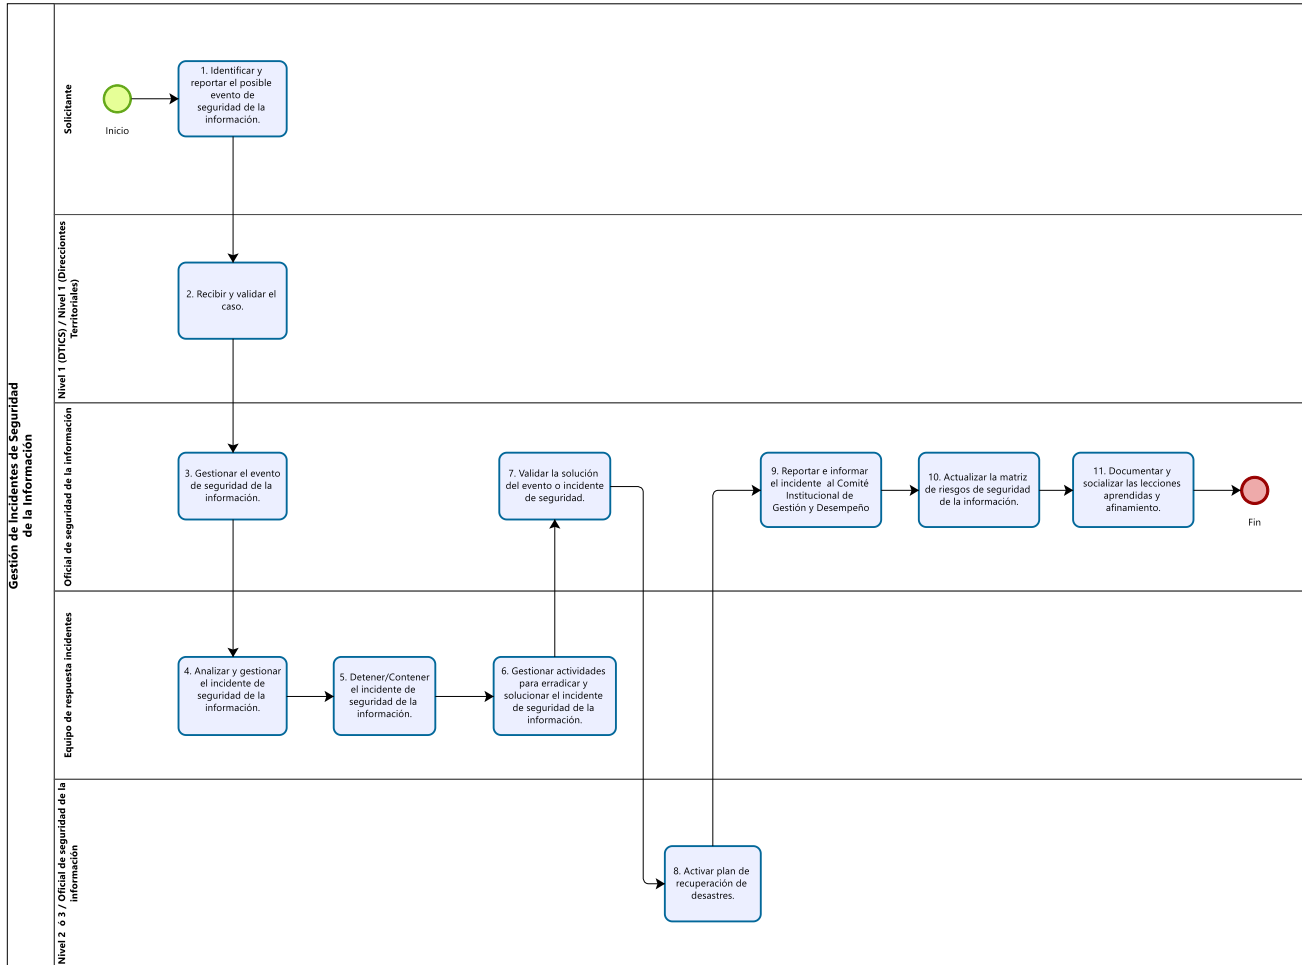 Gestión de Incidentes de Seguridad
de la Información
Solicitante
Inicio
1. Identificar y
reportar el posible
evento de
seguridad de la
información.
Nivel 1 (DTICS) / Nivel 1 (Direcciontes
Territoriales)
2. Recibir y validar el
caso.
Oficial de seguridad de la información
3. Gestionar el evento
de seguridad de la
información.
7. Validar la solución
del evento o incidente
de seguridad.
9. Reportar e informar
el incidente al Comité
Institucional de
Gestión y Desempeño
10. Actualizar la matriz
de riesgos de seguridad
de la información.
11. Documentar y
socializar las lecciones
aprendidas y
afinamiento.
Fin
Equipo de respuesta incidentes
4. Analizar y gestionar
el incidente de
seguridad de la
información.
5. Detener/Contener
el incidente de
seguridad de la
información.
6. Gestionar actividades
para erradicar y
solucionar el incidente
de seguridad de la
información.
Nivel 2 ó 3 / Oficial de seguridad de la
información
8. Activar plan de
recuperación de
desastres.